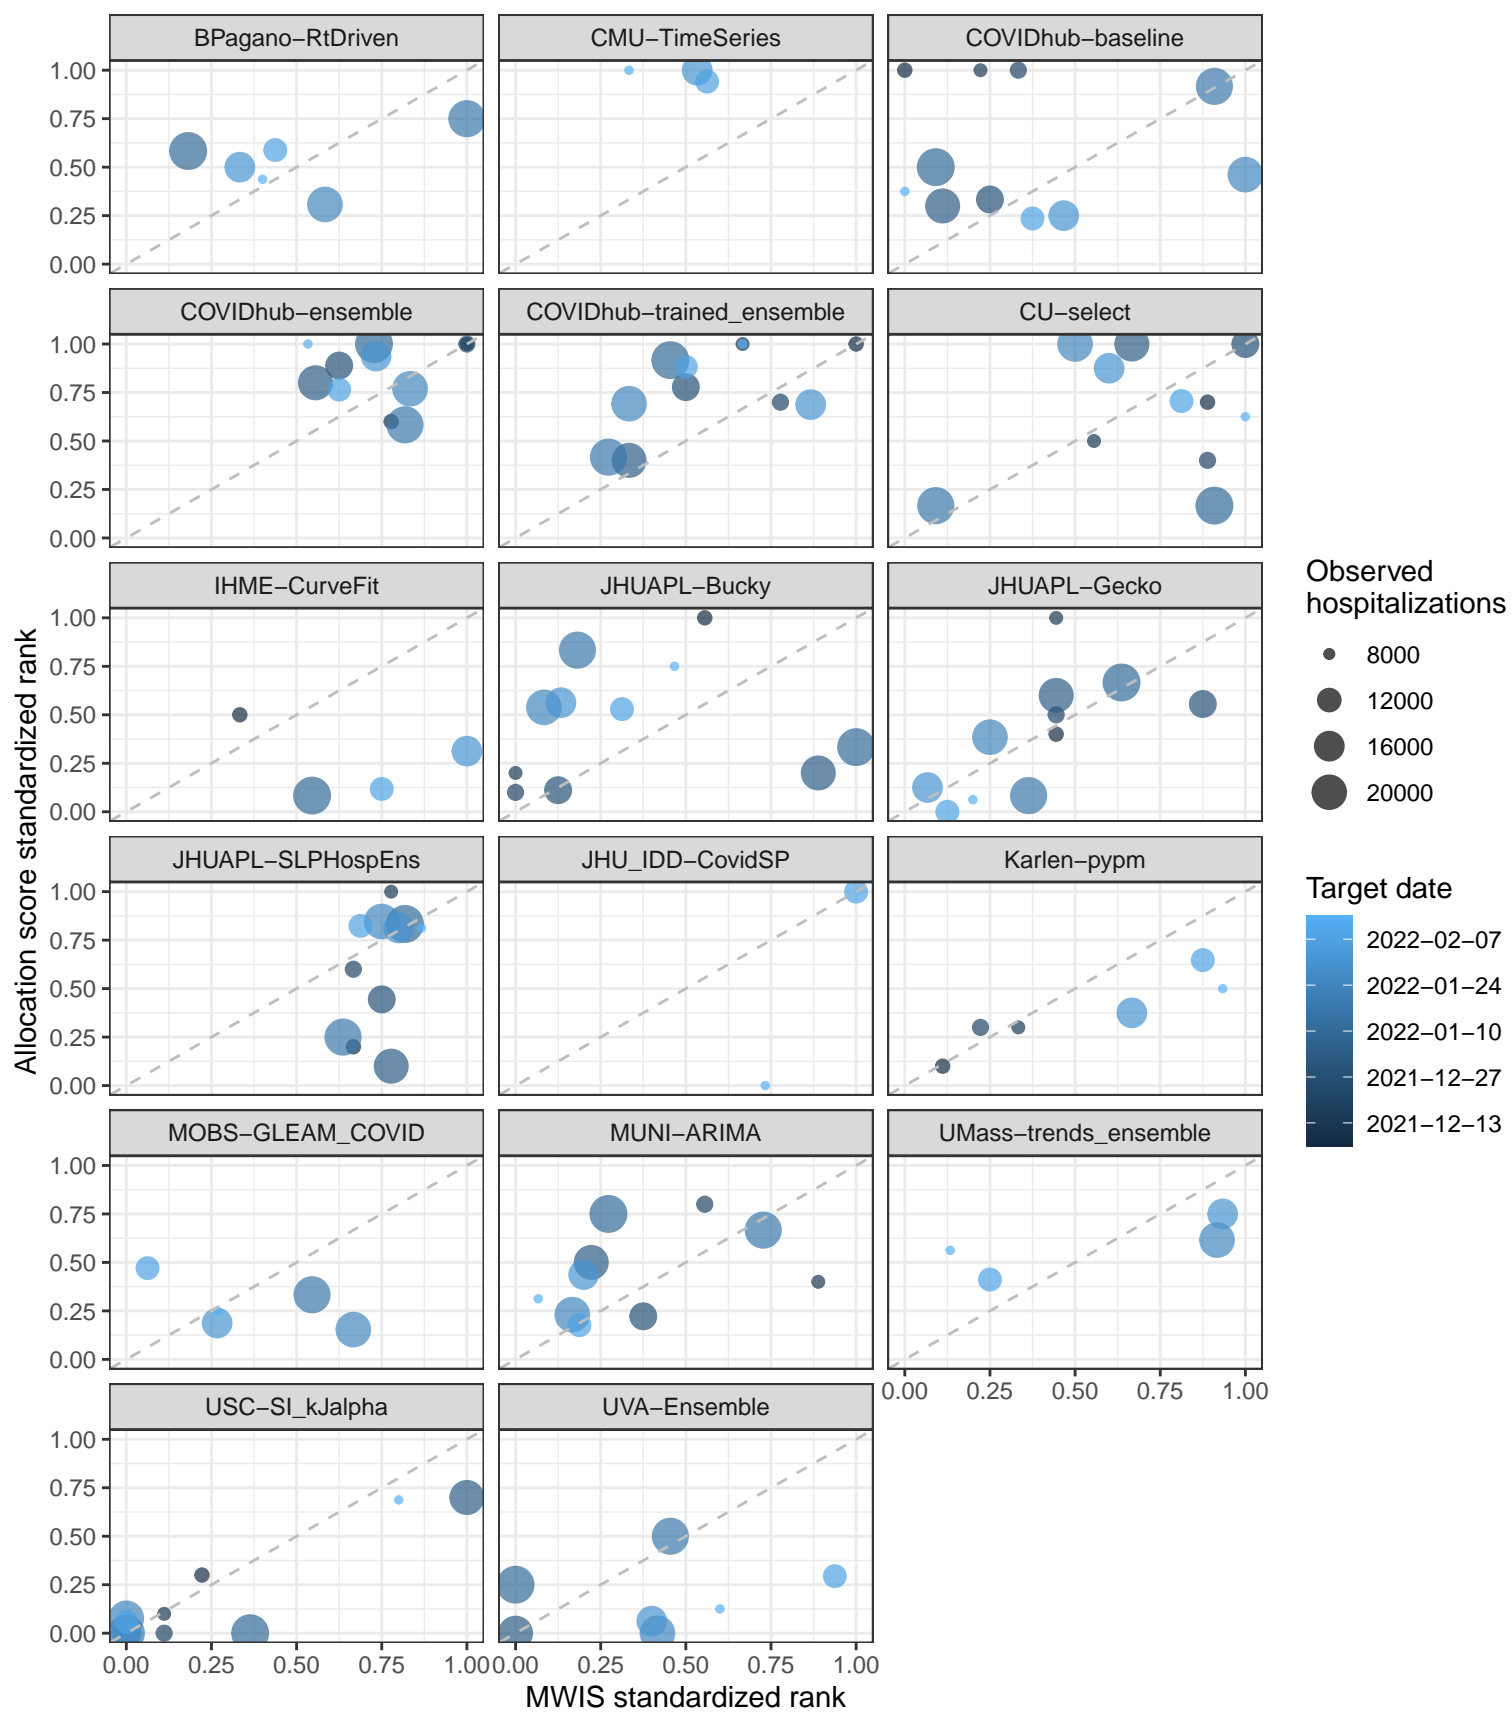 BPagano−RtDriven
CMU−TimeSeries
COVIDhub−baseline
1.00
0.75
0.50
0.25
0.00
COVIDhub−ensemble
COVIDhub−trained_ensemble
CU−select
1.00
0.75
0.50
0.25
0.00
IHME−CurveFit
JHUAPL−Bucky
JHUAPL−Gecko
1.00
0.75
0.50
0.25
0.00
JHUAPL−SLPHospEns
JHU_IDD−CovidSP
Karlen−pypm
1.00
0.75
0.50
0.25
0.00
MOBS−GLEAM_COVID
MUNI−ARIMA
UMass−trends_ensemble
1.00
0.75
0.50
0.25
0.00
0.00 0.25 0.50 0.75 1.00
USC−SI_kJalpha
UVA−Ensemble
1.00
0.75
0.50
0.25
0.00
0.00 0.25 0.50 0.75 1.00
0.00 0.25 0.50 0.75 1.00
MWIS standardized rank
Allocation score standardized rank
Observed
hospitalizations
8000
12000
16000
20000
Target date
2022−02−07
2022−01−24
2022−01−10
2021−12−27
2021−12−13